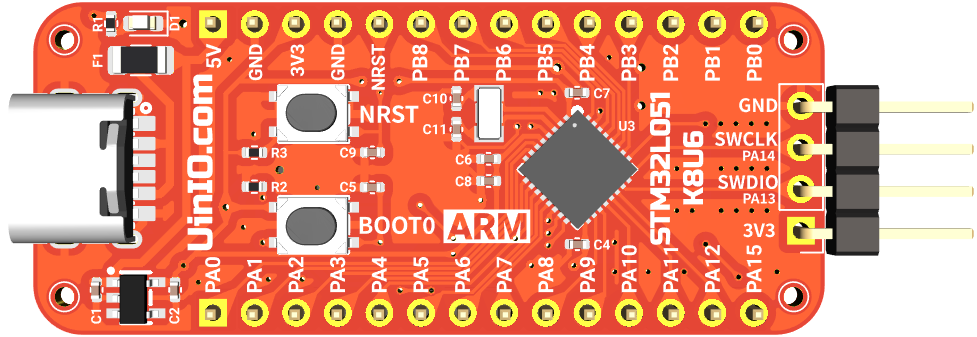 R1
D1
F1
5V
GND
3V3
GND
NRST
PB8
PB7
PB6
PB5
PB4
PB3
PB2
PB1
PB0
UinIO.com
NRST
R3
C9
R2
C5
BOOT0
C10
C11
C6
C8
ARM
C7
U3
C4
STM32L051
K8U6
GND
SWCLK
PA14
SWDIO
PA13
3V3
C1
C2
PA0
PA1
PA2
PA3
PA4
PA5
PA6
PA7
PA8
PA9
PA10
PA11
PA12
PA15